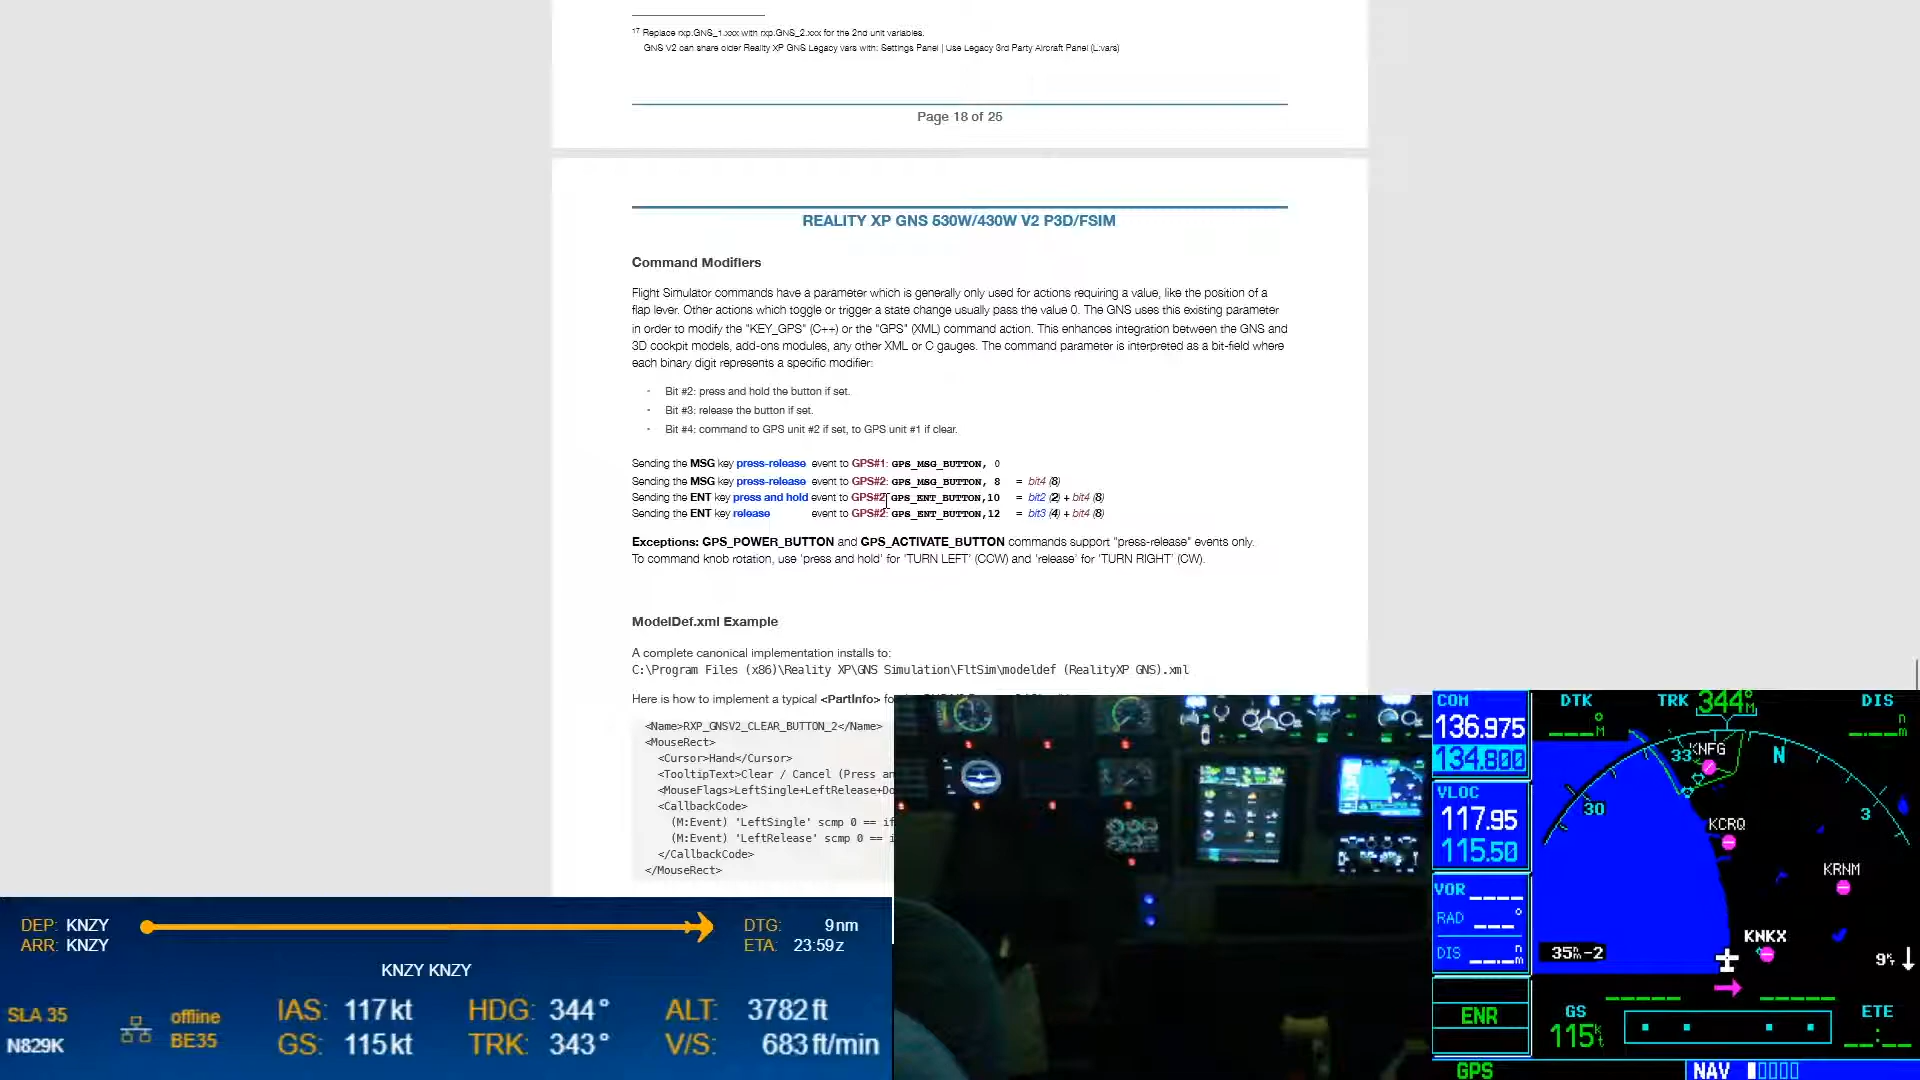 17 Replace rxp.GNS_1.xxx with rxp.GNS_2.xxx for the 2nd unit variables.
GNS V2 can share older Reality XP GNS Legacy vars with: Settings Panel | Use Legacy 3rd Party Aircraft Panel (L:vars)
Page 18 of 25
REALITY XP GNS 530W/430W V2 P3D/FSIM
Command Modifiers
Flight Simulator commands have a parameter which is generally only used for actions requiring a value, like the position of a
flap lever. Other actions which toggle or trigger a state change usually pass the value 0. The GNS uses this existing parameter
in order to modify the "KEY_GPS" (C++) or the "GPS" (XML) command action. This enhances integration between the GNS and
3D cockpit models, add-ons modules, any other XML or C gauges. The command parameter is interpreted as a bit-field where
each binary digit represents a specific modifier:
- Bit #2: press and hold the button if set.
- Bit #3: release the button if set.
- Bit #4: command to GPS unit #2 if set, to GPS unit #1 if clear.
Sending the MSG key press-release event to GPS#1: GPS_MSG_BUTTON, 0
Sending the MSG key press-release event to GPS#2: GPS_MSG_BUTTON, 8 = bit4 (8)
Sending the ENT key press and hold event to GPS#2: GPS_ENT_BUTTON,10 = bit2 (2) + bit4 (8)
Sending the ENT key release event to GPS#2: GPS_ENT_BUTTON,12 = bit3 (4) + bit4 (8)
Exceptions: GPS_POWER_BUTTON and GPS_ACTIVATE_BUTTON commands support "press-release" events only.
To command knob rotation, use 'press and hold' for 'TURN LEFT' (CCW) and 'release' for 'TURN RIGHT' (CW).
ModelDef.xml Example
A complete canonical implementation installs to:
C:\Program Files (x86)\Reality XP\GNS Simulation\FltSim\modeldef (RealityXP GNS).xml
Here is how to implement a typical <PartInfo> fo
<Name>RXP_GNSV2_CLEAR_BUTTON_2</Name>
<MouseRect>
<Cursor>Hand</Cursor>
<TooltipText>Clear / Cancel (Press an
<MouseFlags>LeftSingle+LeftRelease+Do
<CallbackCode>
(M:Event) 'LeftSingle' scmp 0 == if
(M:Event) 'LeftRelease' scmp 0 == i
</CallbackCode>
</MouseRect>
DEP: KNZY
ARR: KNZY
DTG: 9nm
ETA: 23:59z
KNZY KNZY
SLA 35
N829K
offline
BE35
IAS: 117kt HDG: 344° ALT: 3782ft
GS: 115kt TRK: 343° V/S: 683ft/min
COM
136.975
134.800
VLOC
117.95
115.50
VOR
RAD
DIS
ENR
GPS
DTK
TRK 344°M
DIS
KNFG
33
N
30
3
KCRQ
KRNM
KNKX
35nm-2
9kt
GS
115kt
ETE
NAV